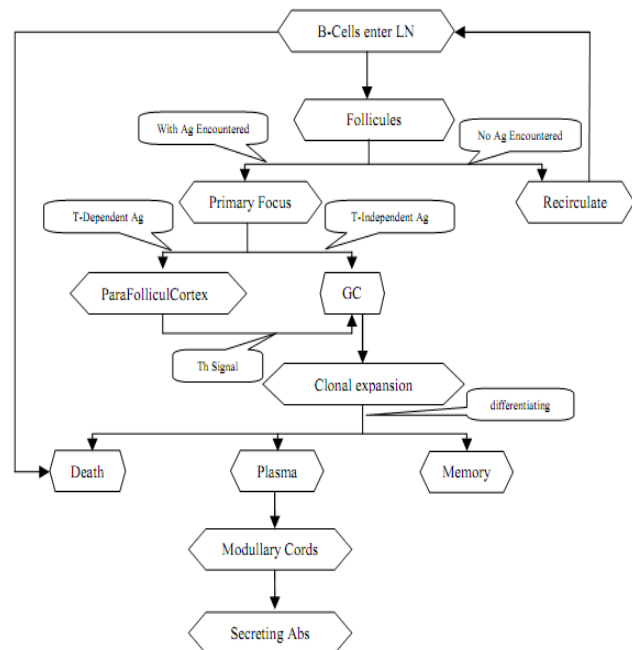 B-Cells enter LN
Follicules
With Ag Encountered
No Ag Encountered
Primary Focus
Recirculate
T-Dependent Ag
T-Independent Ag
ParaFolliculCortex
GC
Th Signal
Clonal expansion
differentiating
Death
Plasma
Memory
Modullary Cords
Secreting Abs